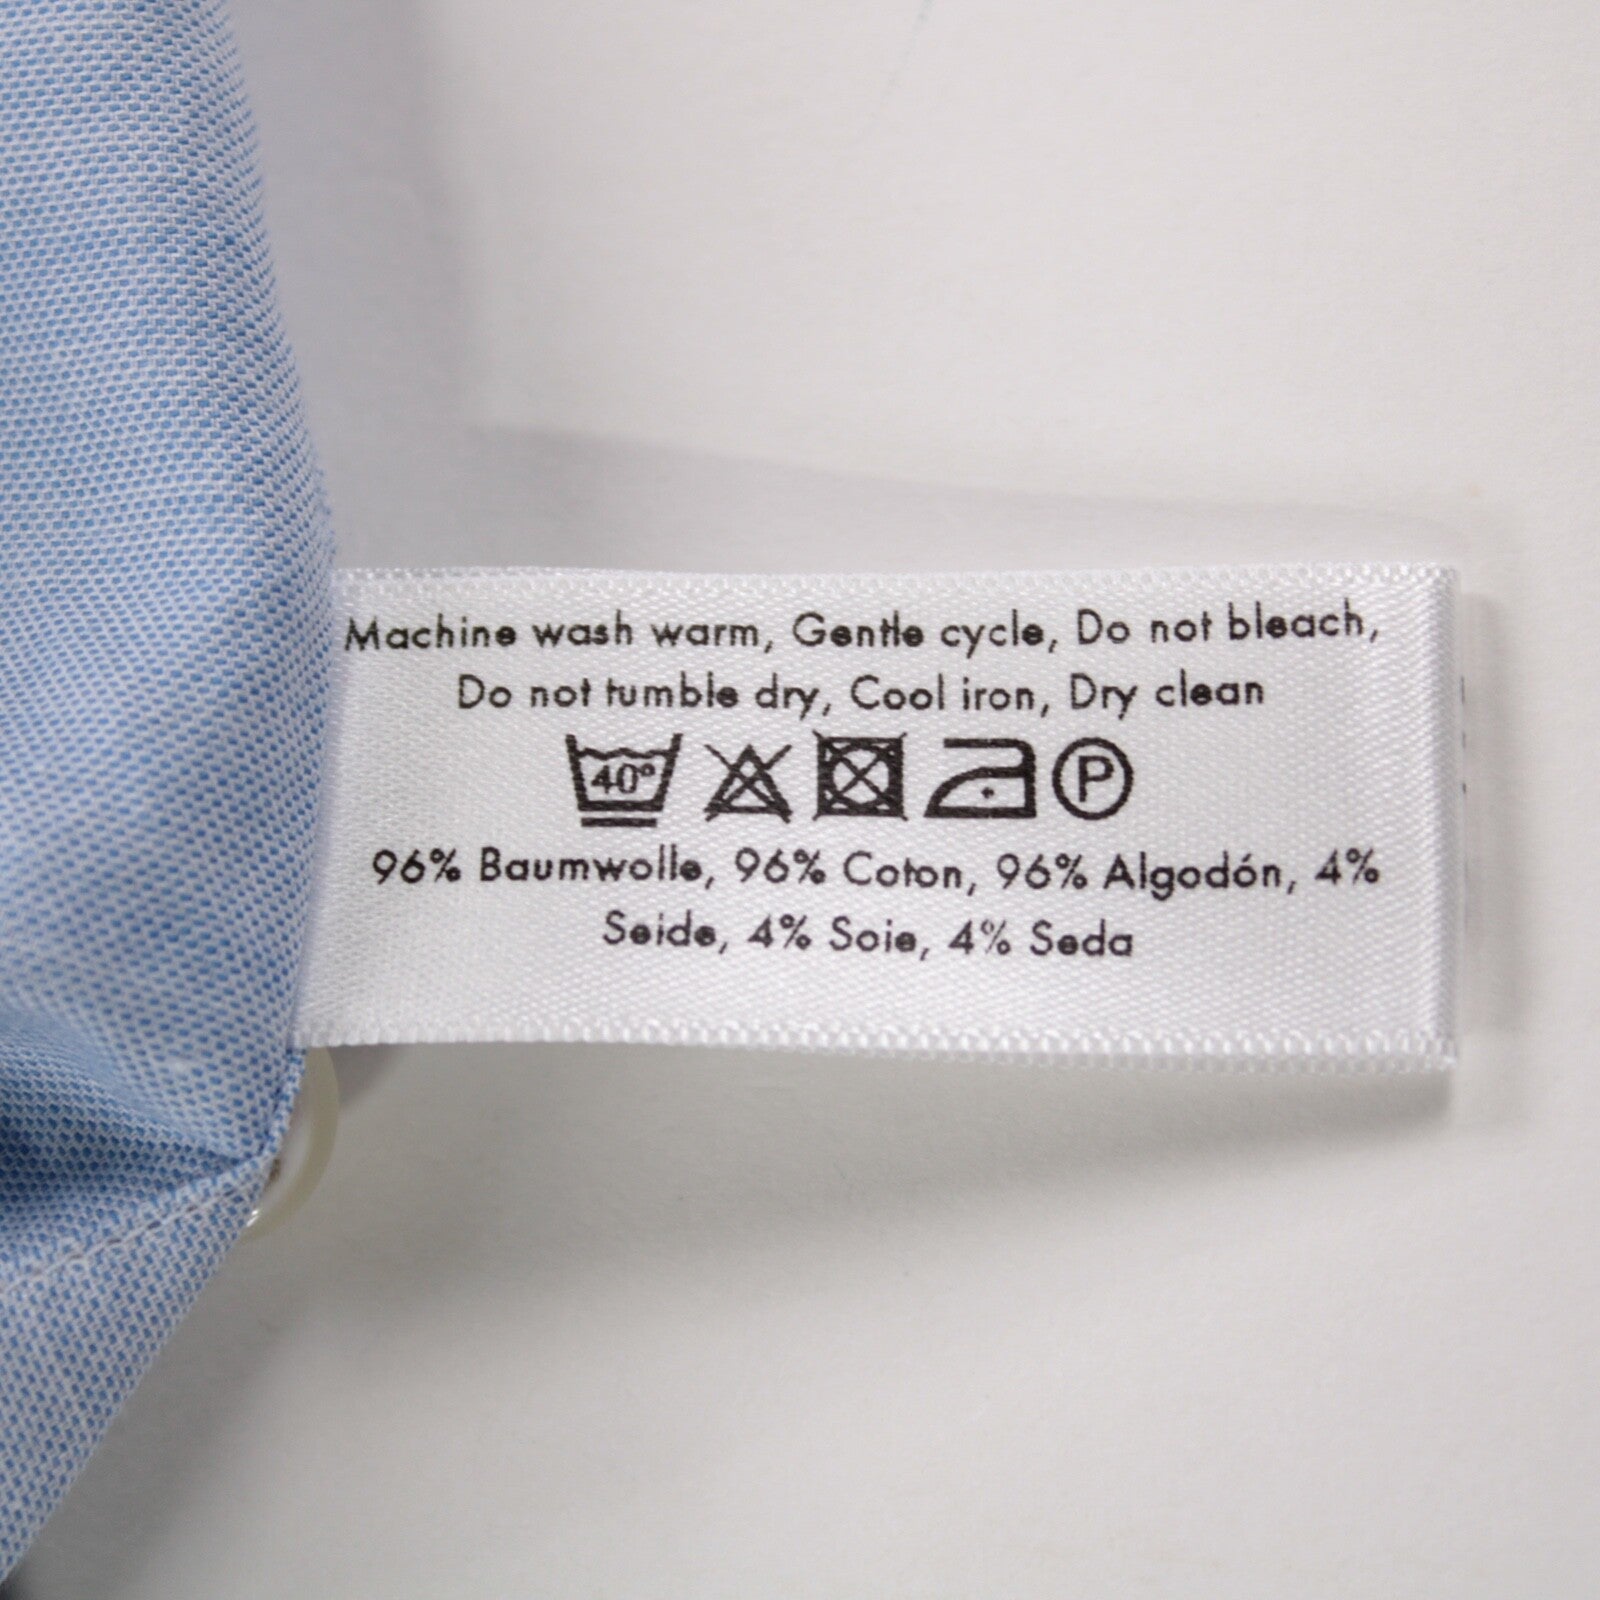 Machine wash warm, Gentle cycle, Do not bleach,
Do not tumble dry, Cool iron, Dry clean
40° P
96% Baumwolle, 96% Coton, 96% Algodón, 4%
Seide, 4% Soie, 4% Seda